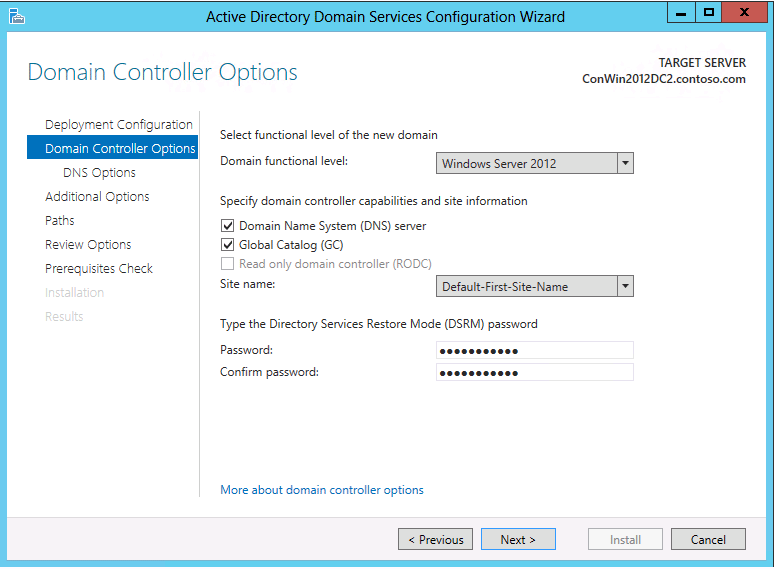 Active Directory Domain Services Configuration Wizard
Domain Controller Options
TARGET SERVER
ConWin2012DC2.contoso.com
Deployment Configuration
Domain Controller Options
DNS Options
Additional Options
Paths
Review Options
Prerequisites Check
Installation
Results
Select functional level of the new domain
Domain functional level:
Windows Server 2012
Specify domain controller capabilities and site information
Domain Name System (DNS) server
Global Catalog (GC)
Read only domain controller (RODC)
Site name:
Default-First-Site-Name
Type the Directory Services Restore Mode (DSRM) password
Password:
●●●●●●●●●●●
Confirm password:
●●●●●●●●●●●
More about domain controller options
< Previous
Next >
Install
Cancel